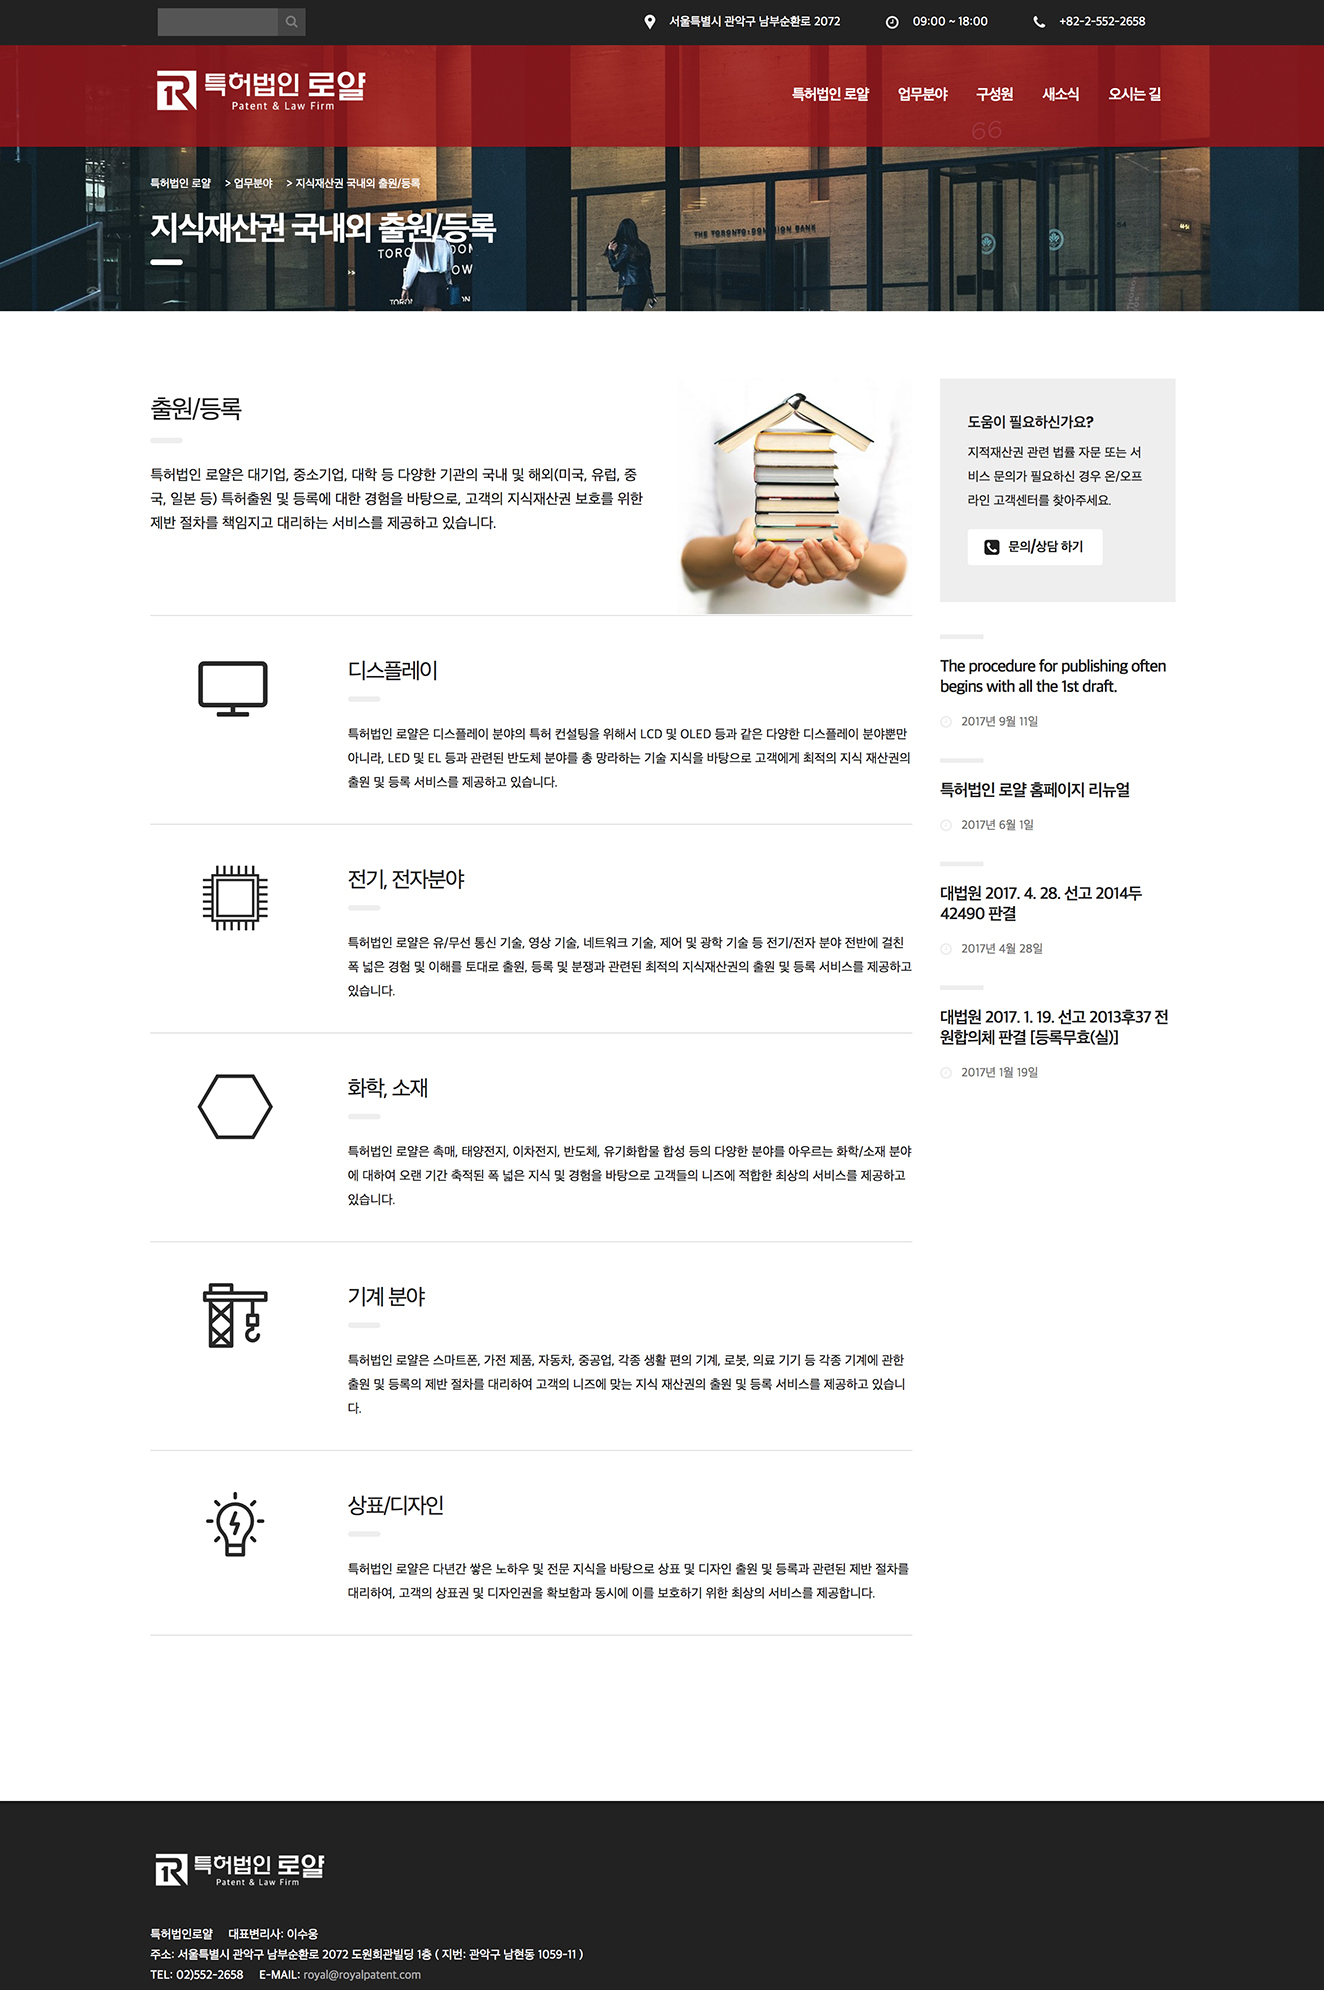 서울특별시 관악구 남부순환로 2072
09:00 ~ 18:00
+82-2-552-2658
특허법인 로얄
Patent & Law Firm
특허법인 로얄
업무분야
구성원
새소식
오시는 길
66
특허법인 로얄 > 업무분야 > 지식재산권 국내외 출원/등록
지식재산권 국내외 출원/등록
THE TORONTO-DOMINION BANK
출원/등록
특허법인 로얄은 대기업, 중소기업, 대학 등 다양한 기관의 국내 및 해외(미국, 유럽, 중
국, 일본 등) 특허출원 및 등록에 대한 경험을 바탕으로, 고객의 지식재산권 보호를 위한
제반 절차를 책임지고 대리하는 서비스를 제공하고 있습니다.
디스플레이
특허법인 로얄은 디스플레이 분야의 특허 컨설팅을 위해서 LCD 및 OLED 등과 같은 다양한 디스플레이 분야뿐만
아니라, LED 및 EL 등과 관련된 반도체 분야를 총 망라하는 기술 지식을 바탕으로 고객에게 최적의 지식 재산권의
출원 및 등록 서비스를 제공하고 있습니다.
전기, 전자분야
특허법인 로얄은 유/무선 통신 기술, 영상 기술, 네트워크 기술, 제어 및 광학 기술 등 전기/전자 분야 전반에 걸친
폭 넓은 경험 및 이해를 토대로 출원, 등록 및 분쟁과 관련된 최적의 지식재산권의 출원 및 등록 서비스를 제공하고
있습니다.
화학, 소재
특허법인 로얄은 촉매, 태양전지, 이차전지, 반도체, 유기화합물 합성 등의 다양한 분야를 아우르는 화학/소재 분야
에 대하여 오랜 기간 축적된 폭 넓은 지식 및 경험을 바탕으로 고객들의 니즈에 적합한 최상의 서비스를 제공하고
있습니다.
기계 분야
특허법인 로얄은 스마트폰, 가전 제품, 자동차, 중공업, 각종 생활 편의 기계, 로봇, 의료 기기 등 각종 기계에 관한
출원 및 등록의 제반 절차를 대리하여 고객의 니즈에 맞는 지식 재산권의 출원 및 등록 서비스를 제공하고 있습니
다.
상표/디자인
특허법인 로얄은 다년간 쌓은 노하우 및 전문 지식을 바탕으로 상표 및 디자인 출원 및 등록과 관련된 제반 절차를
대리하여, 고객의 상표권 및 디자인권을 확보함과 동시에 이를 보호하기 위한 최상의 서비스를 제공합니다.
도움이 필요하신가요?
지적재산권 관련 법률 자문 또는 서
비스 문의가 필요하신 경우 온/오프
라인 고객센터를 찾아주세요.
문의/상담 하기
The procedure for publishing often
begins with all the 1st draft.
2017년 9월 11일
특허법인 로얄 홈페이지 리뉴얼
2017년 6월 1일
대법원 2017. 4. 28. 선고 2014두
42490 판결
2017년 4월 28일
대법원 2017. 1. 19. 선고 2013후37 전
원합의체 판결 [등록무효(실)]
2017년 1월 19일
특허법인 로얄
Patent & Law Firm
특허법인로얄 대표변리사: 이수웅
주소: 서울특별시 관악구 남부순환로 2072 도원회관빌딩 1층 ( 지번: 관악구 남현동 1059-11 )
TEL: 02)552-2658 E-MAIL: royal@royalpatent.com